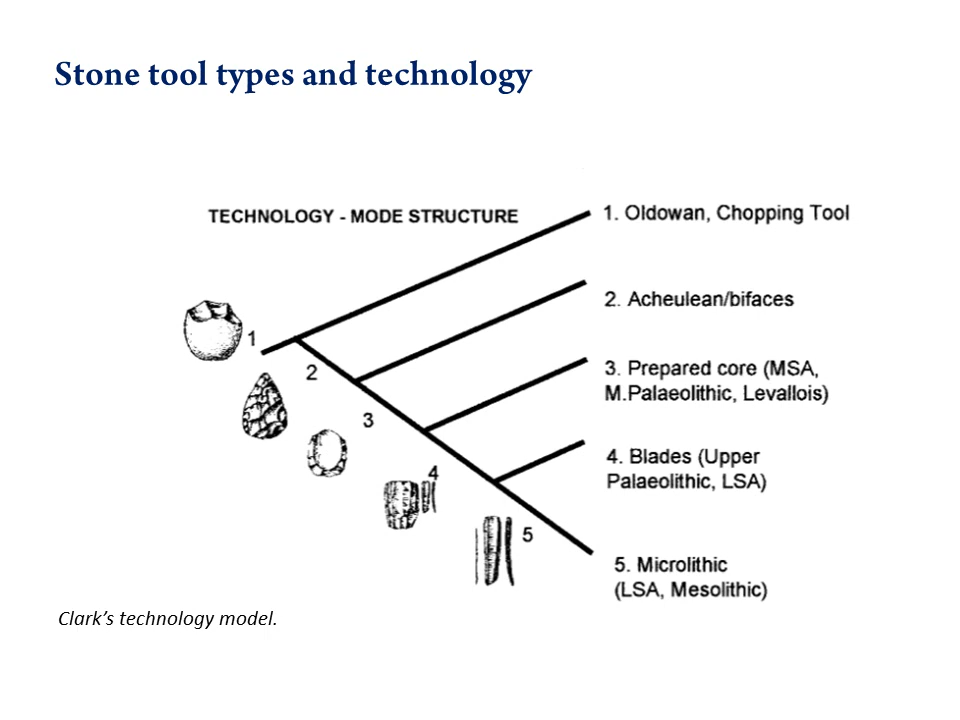 Stone tool types and technology
TECHNOLOGY - MODE STRUCTURE
1. Oldowan, Chopping Tool
2. Acheulean/bifaces
3. Prepared core (MSA,
M.Palaeolithic, Levallois)
4. Blades (Upper
Palaeolithic, LSA)
5. Microlithic
(LSA, Mesolithic)
1
2
3
4
5
Clark’s technology model.